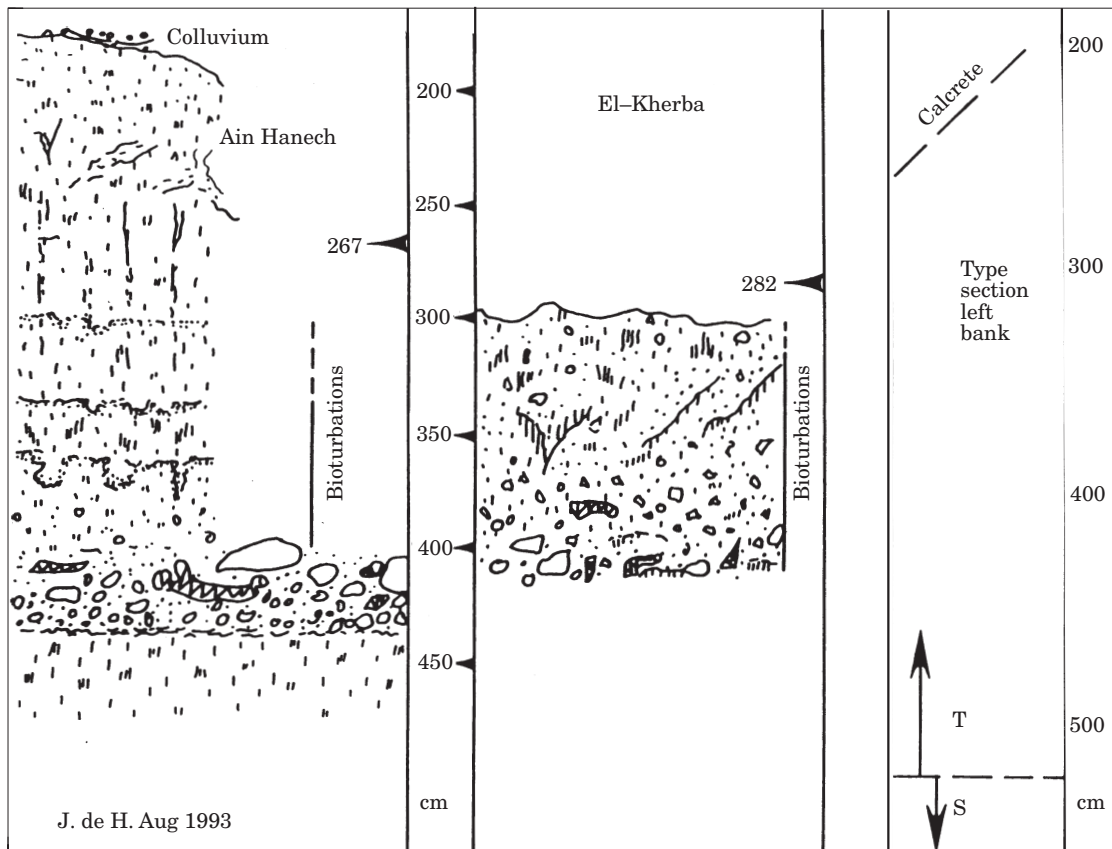 Colluvium
Ain Hanech
267
Bioturbations
J. de H. Aug 1993
200
250
300
350
400
450
cm
El–Kherba
282
Bioturbations
Calcrete
Type
section
left
bank
T
S
200
300
400
500
cm